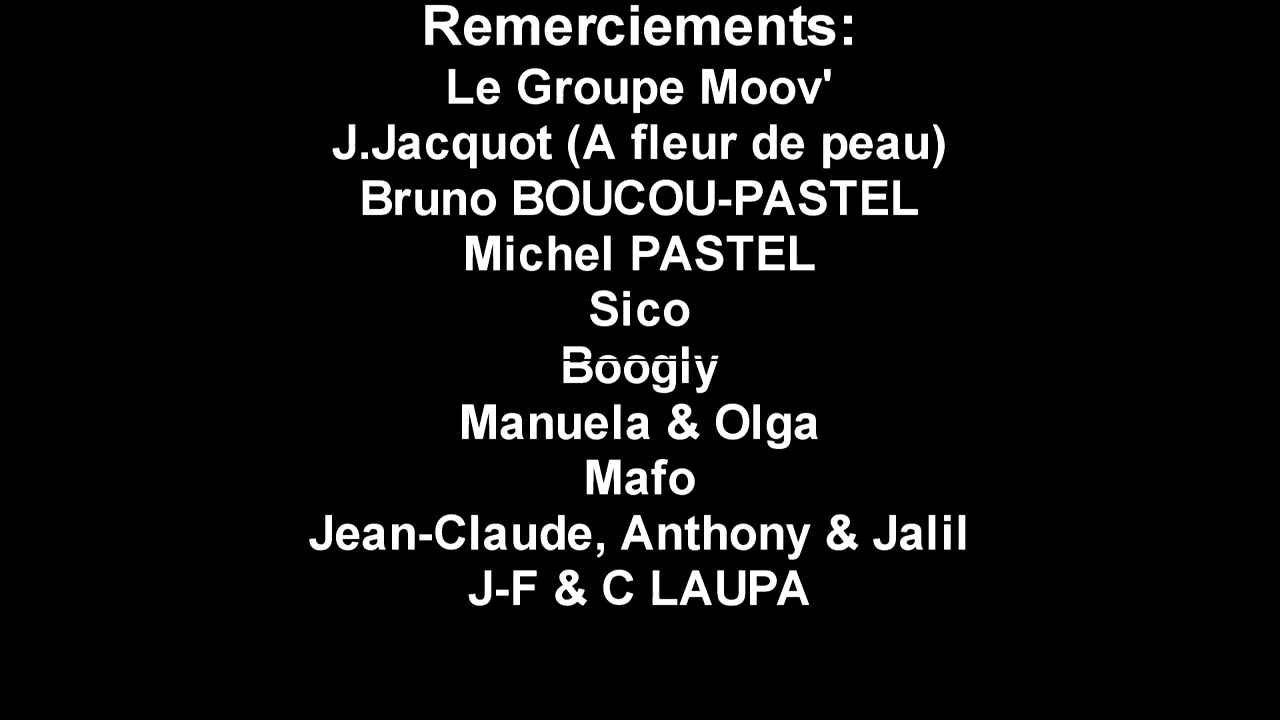 Remerciements:
Le Groupe Moov'
J.Jacquot (A fleur de peau)
Bruno BOUCOU-PASTEL
Michel PASTEL
Sico
Boogly
Manuela & Olga
Mafo
Jean-Claude, Anthony & Jalil
J-F & C LAUPA